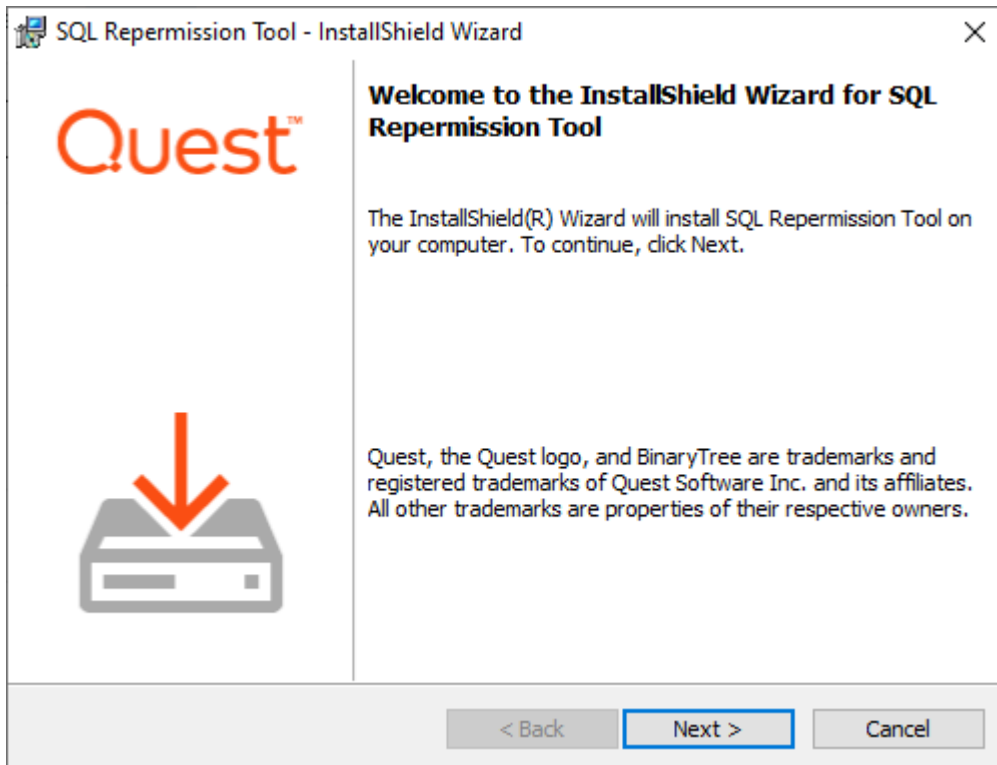 SQL Repermission Tool - InstallShield Wizard
Quest™
Welcome to the InstallShield Wizard for SQL
Repermission Tool
The InstallShield(R) Wizard will install SQL Repermission Tool on
your computer. To continue, click Next.
Quest, the Quest logo, and BinaryTree are trademarks and
registered trademarks of Quest Software Inc. and its affiliates.
All other trademarks are properties of their respective owners.
< Back Next > Cancel